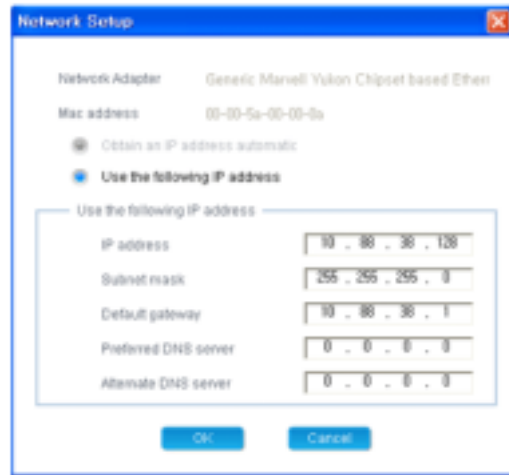 Network Setup
Network Adapter Generic Marvell Yukon Chipset based Ethern
Mac address 00-00-5a-00-00-0a
Obtain an IP address automatic
Use the following IP address
Use the following IP address
IP address 10 . 88 . 38 . 128
Subnet mask 255 . 255 . 255 . 0
Default gateway 10 . 88 . 38 . 1
Preferred DNS server 0 . 0 . 0 . 0
Alternate DNS server 0 . 0 . 0 . 0
OK Cancel